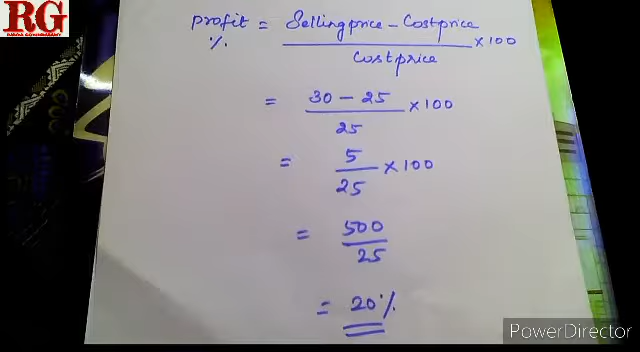 RG
profit % = Sellingprice - Costprice / Costprice × 100
= 30 - 25 / 25 × 100
= 5 / 25 × 100
= 500 / 25
= 20%
PowerDirector